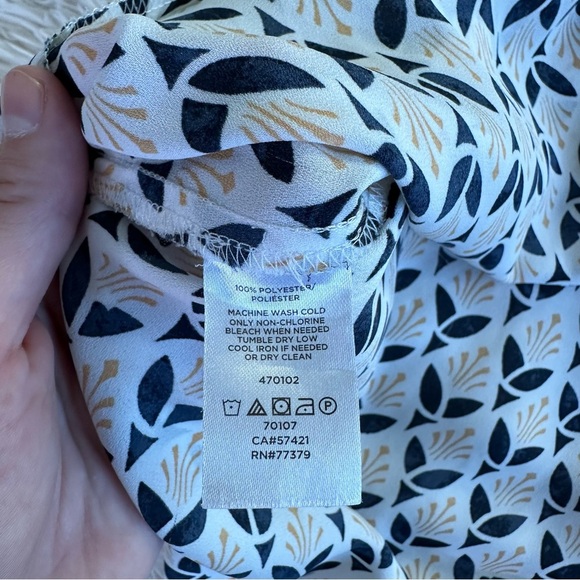 100% POLYESTER/
POLIÉSTER
MACHINE WASH COLD
ONLY NON-CHLORINE
BLEACH WHEN NEEDED
TUMBLE DRY LOW
COOL IRON IF NEEDED
OR DRY CLEAN
470102
P
70107
CA#57421
RN#77379